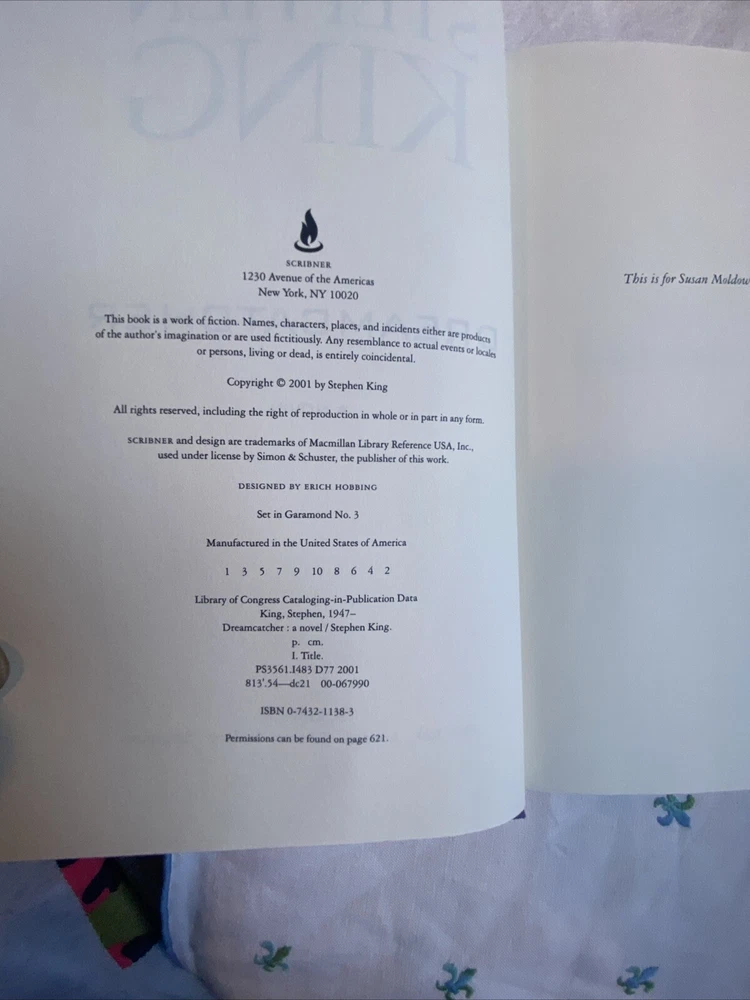 STEPHEN
KING
SCRIBNER
1230 Avenue of the Americas
New York, NY 10020
This book is a work of fiction. Names, characters, places, and incidents either are products
of the author's imagination or are used fictitiously. Any resemblance to actual events or locales
or persons, living or dead, is entirely coincidental.
Copyright © 2001 by Stephen King
All rights reserved, including the right of reproduction in whole or in part in any form.
SCRIBNER and design are trademarks of Macmillan Library Reference USA, Inc.,
used under license by Simon & Schuster, the publisher of this work.
DESIGNED BY ERICH HOBBING
Set in Garamond No. 3
Manufactured in the United States of America
1 3 5 7 9 10 8 6 4 2
Library of Congress Cataloging-in-Publication Data
King, Stephen, 1947–
Dreamcatcher : a novel / Stephen King.
p. cm.
I. Title.
PS3561.I483 D77 2001
813'.54—dc21 00-067990
ISBN 0-7432-1138-3
Permissions can be found on page 621.
This is for Susan Moldow